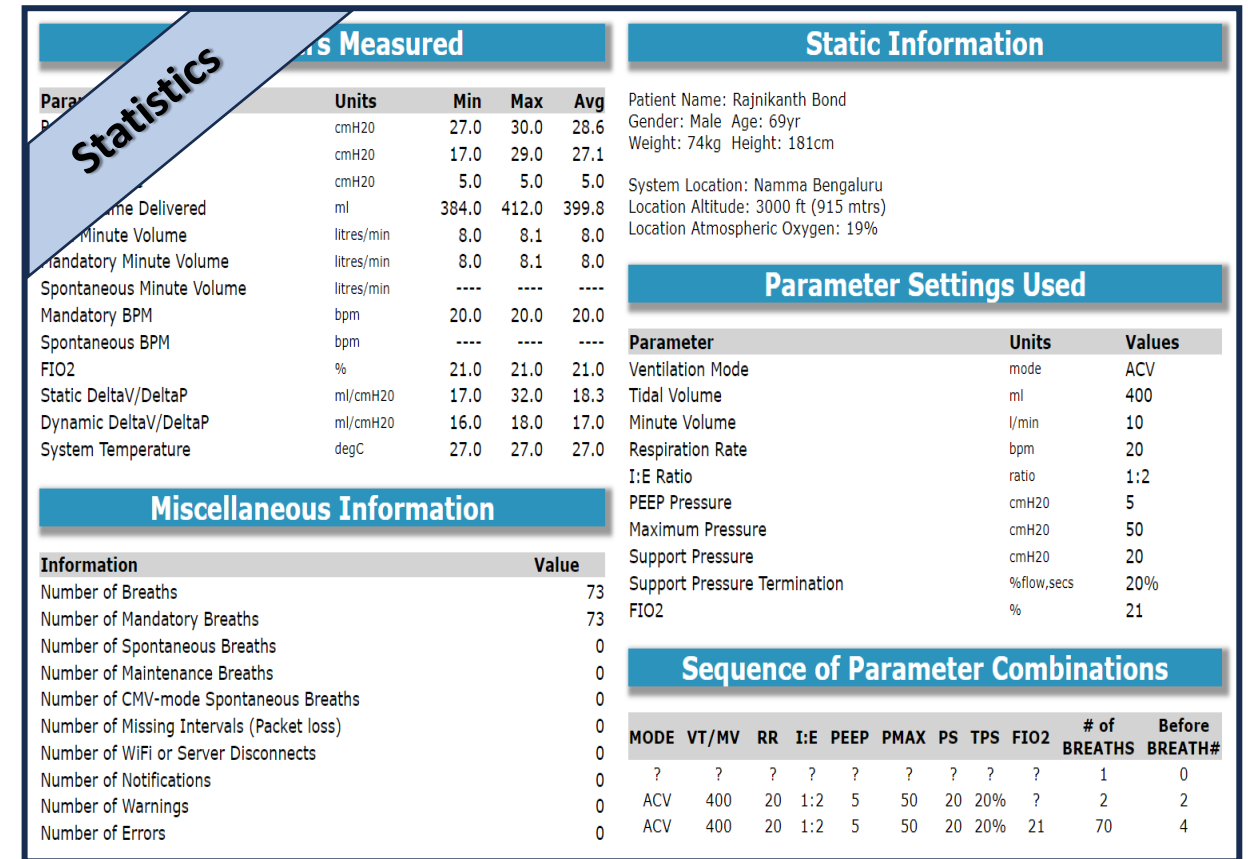 Statistics
Measured
Units Min Max Avg
cmH20 27.0 30.0 28.6
cmH20 17.0 29.0 27.1
cmH20 5.0 5.0 5.0
Delivered ml 384.0 412.0 399.8
Minute Volume litres/min 8.0 8.1 8.0
Mandatory Minute Volume litres/min 8.0 8.1 8.0
Spontaneous Minute Volume litres/min ---- ---- ----
Mandatory BPM bpm 20.0 20.0 20.0
Spontaneous BPM bpm ---- ---- ----
FIO2 % 21.0 21.0 21.0
Static DeltaV/DeltaP ml/cmH20 17.0 32.0 18.3
Dynamic DeltaV/DeltaP ml/cmH20 16.0 18.0 17.0
System Temperature degC 27.0 27.0 27.0
Miscellaneous Information
Information Value
Number of Breaths 73
Number of Mandatory Breaths 73
Number of Spontaneous Breaths 0
Number of Maintenance Breaths 0
Number of CMV-mode Spontaneous Breaths 0
Number of Missing Intervals (Packet loss) 0
Number of WiFi or Server Disconnects 0
Number of Notifications 0
Number of Warnings 0
Number of Errors 0
Static Information
Patient Name: Rajnikanth Bond
Gender: Male Age: 69yr
Weight: 74kg Height: 181cm
System Location: Namma Bengaluru
Location Altitude: 3000 ft (915 mtrs)
Location Atmospheric Oxygen: 19%
Parameter Settings Used
Parameter Units Values
Ventilation Mode mode ACV
Tidal Volume ml 400
Minute Volume l/min 10
Respiration Rate bpm 20
I:E Ratio ratio 1:2
PEEP Pressure cmH20 5
Maximum Pressure cmH20 50
Support Pressure cmH20 20
Support Pressure Termination %flow,secs 20%
FIO2 % 21
Sequence of Parameter Combinations
MODE VT/MV RR I:E PEEP PMAX PS TPS FIO2 # of BREATHS Before BREATH#
? ? ? ? ? ? ? ? ? 1 0
ACV 400 20 1:2 5 50 20 20% ? 2 2
ACV 400 20 1:2 5 50 20 20% 21 70 4